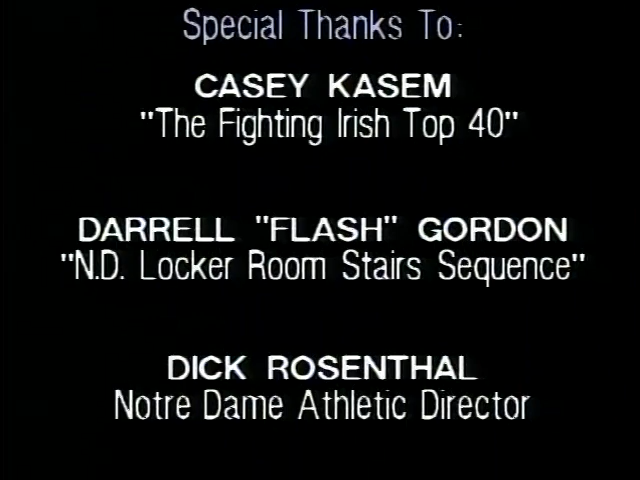 Special Thanks To:
CASEY KASEM
"The Fighting Irish Top 40"
DARRELL "FLASH" GORDON
"N.D. Locker Room Stairs Sequence"
DICK ROSENTHAL
Notre Dame Athletic Director